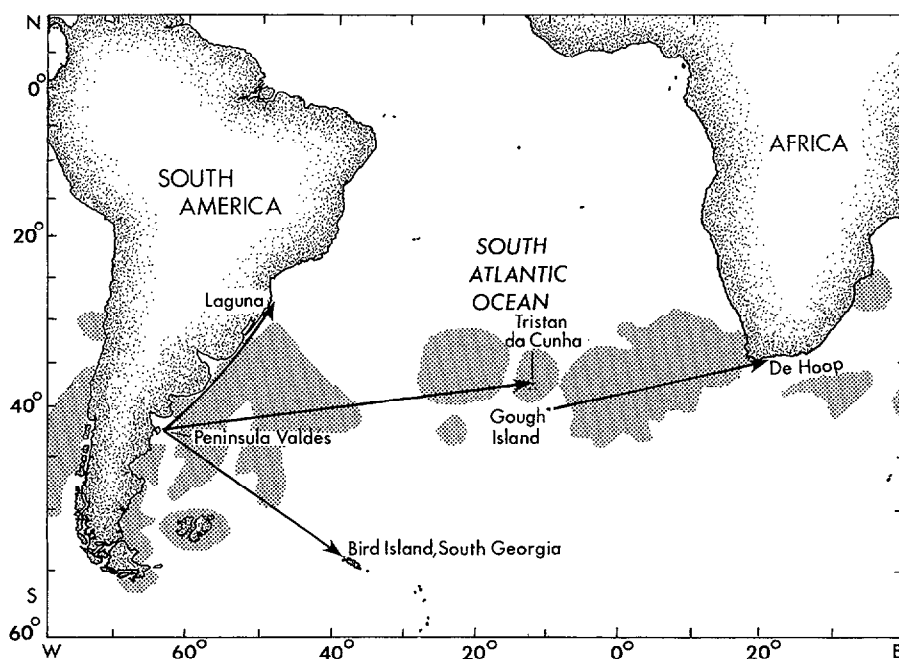 N
0°
20°
40°
S
60°
W
60°
40°
20°
0°
20°
E
SOUTH
AMERICA
AFRICA
SOUTH
ATLANTIC
OCEAN
Laguna
Tristan
da Cunha
De Hoop
Gough
Island
Peninsula Valdes
Bird Island, South Georgia